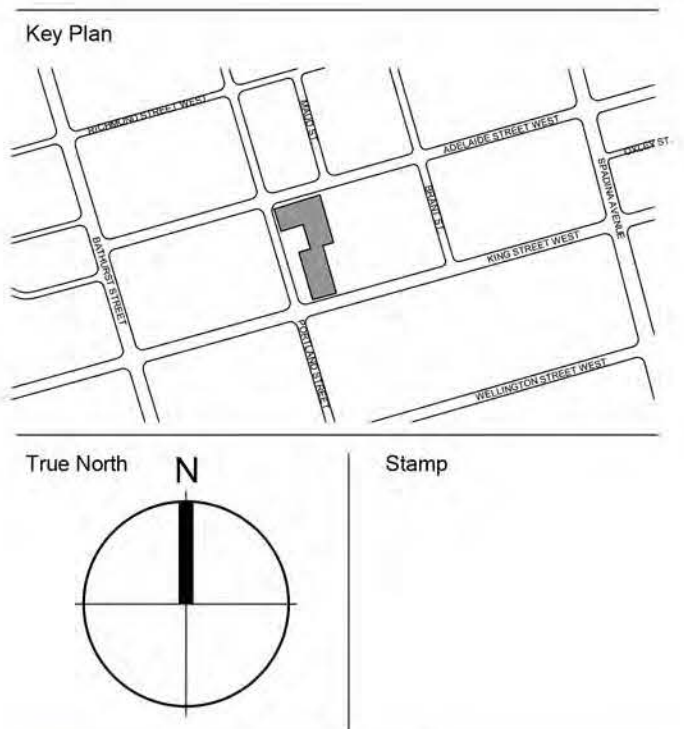 Key Plan
RICHMOND STREET WEST
MAUD ST.
ADELAIDE STREET WEST
OXLEY ST.
SPADINA AVENUE
BRANT ST.
KING STREET WEST
BATHURST STREET
PORTLAND STREET
WELLINGTON STREET WEST
True North
N
Stamp